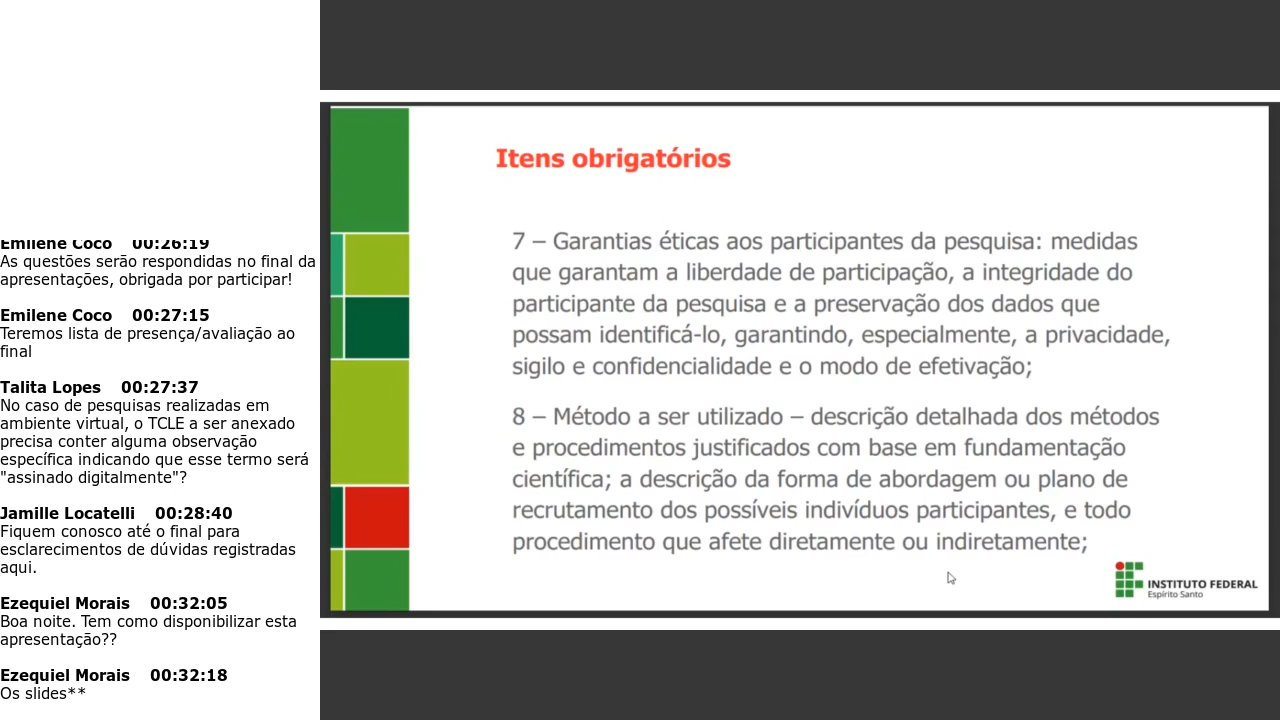 Emilene Coco 00:26:19
As questões serão respondidas no final da
apresentações, obrigada por participar!
Emilene Coco 00:27:15
Teremos lista de presença/avaliação ao
final
Talita Lopes 00:27:37
No caso de pesquisas realizadas em
ambiente virtual, o TCLE a ser anexado
precisa conter alguma observação
específica indicando que esse termo será
"assinado digitalmente"?
Jamille Locatelli 00:28:40
Fiquem conosco até o final para
esclarecimentos de dúvidas registradas
aqui.
Ezequiel Morais 00:32:05
Boa noite. Tem como disponibilizar esta
apresentação??
Ezequiel Morais 00:32:18
Os slides**
Itens obrigatórios
7 – Garantias éticas aos participantes da pesquisa: medidas
que garantam a liberdade de participação, a integridade do
participante da pesquisa e a preservação dos dados que
possam identificá-lo, garantindo, especialmente, a privacidade,
sigilo e confidencialidade e o modo de efetivação;
8 – Método a ser utilizado – descrição detalhada dos métodos
e procedimentos justificados com base em fundamentação
científica; a descrição da forma de abordagem ou plano de
recrutamento dos possíveis indivíduos participantes, e todo
procedimento que afete diretamente ou indiretamente;
INSTITUTO FEDERAL
Espírito Santo